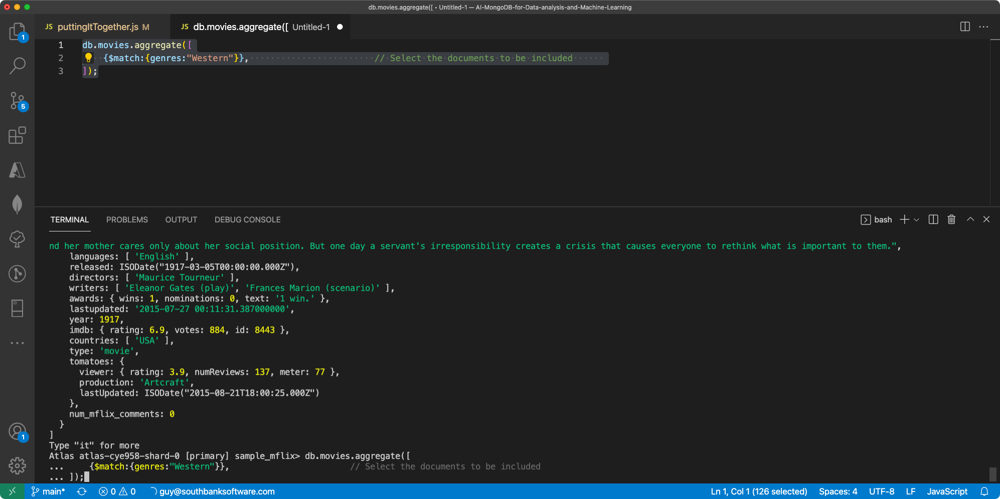 db.movies.aggregate([ • Untitled-1 — AI-MongoDB-for-Data-analysis-and-Machine-Learning
JS puttingItTogether.js M
JS db.movies.aggregate([ Untitled-1
1 db.movies.aggregate([
2 {$match:{genres:"Western"}}, // Select the documents to be included
3 ]);
1
5
1
TERMINAL PROBLEMS OUTPUT DEBUG CONSOLE bash
nd her mother cares only about her social position. But one day a servant's irresponsibility creates a crisis that causes everyone to rethink what is important to them.",
languages: [ 'English' ],
released: ISODate("1917-03-05T00:00:00.000Z"),
directors: [ 'Maurice Tourneur' ],
writers: [ 'Eleanor Gates (play)', 'Frances Marion (scenario)' ],
awards: { wins: 1, nominations: 0, text: '1 win.' },
lastupdated: '2015-07-27 00:11:31.387000000',
year: 1917,
imdb: { rating: 6.9, votes: 884, id: 8443 },
countries: [ 'USA' ],
type: 'movie',
tomatoes: {
viewer: { rating: 3.9, numReviews: 137, meter: 77 },
production: 'Artcraft',
lastUpdated: ISODate("2015-08-21T18:00:25.000Z")
},
num_mflix_comments: 0
}
]
Type "it" for more
Atlas atlas-cye958-shard-0 [primary] sample_mflix> db.movies.aggregate([
... {$match:{genres:"Western"}}, // Select the documents to be included
... ]);
main* 0 0 guy@southbanksoftware.com Ln 1, Col 1 (126 selected) Spaces: 4 UTF-8 LF JavaScript